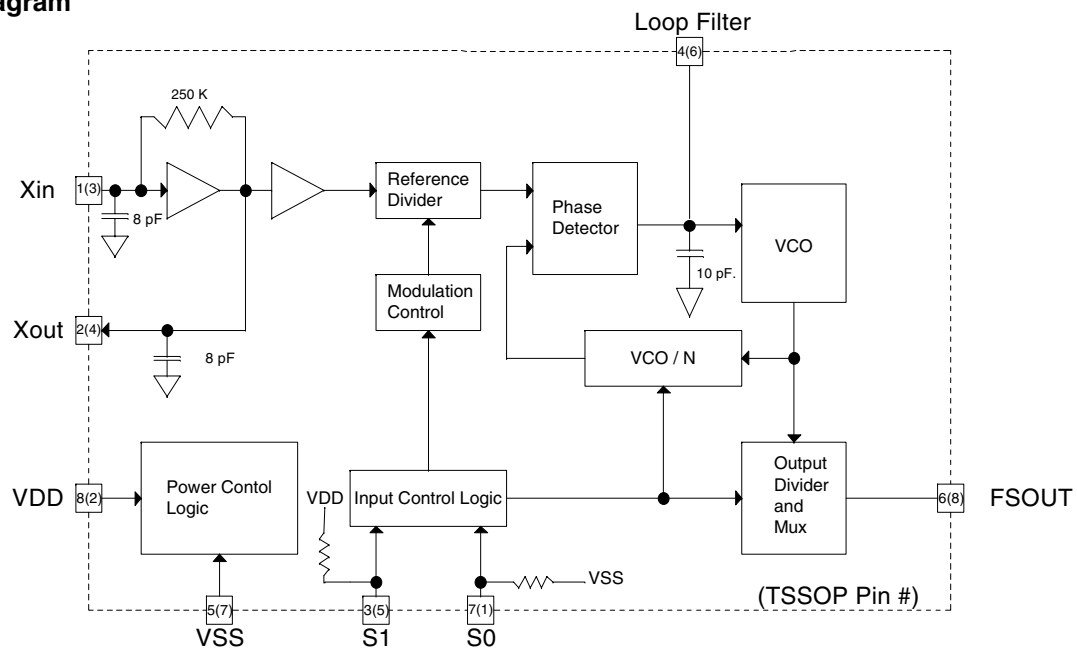 agram
Loop Filter
4(6)
250 K
Xin
1(3)
8 pF
Reference
Divider
Phase
Detector
VCO
10 pF.
Modulation
Control
Xout
2(4)
8 pF
VCO / N
VDD
8(2)
Power Contol
Logic
VDD
Input Control Logic
Output
Divider
and
Mux
6(8)
FSOUT
VSS
(TSSOP Pin #)
5(7)
3(5)
7(1)
VSS
S1
S0